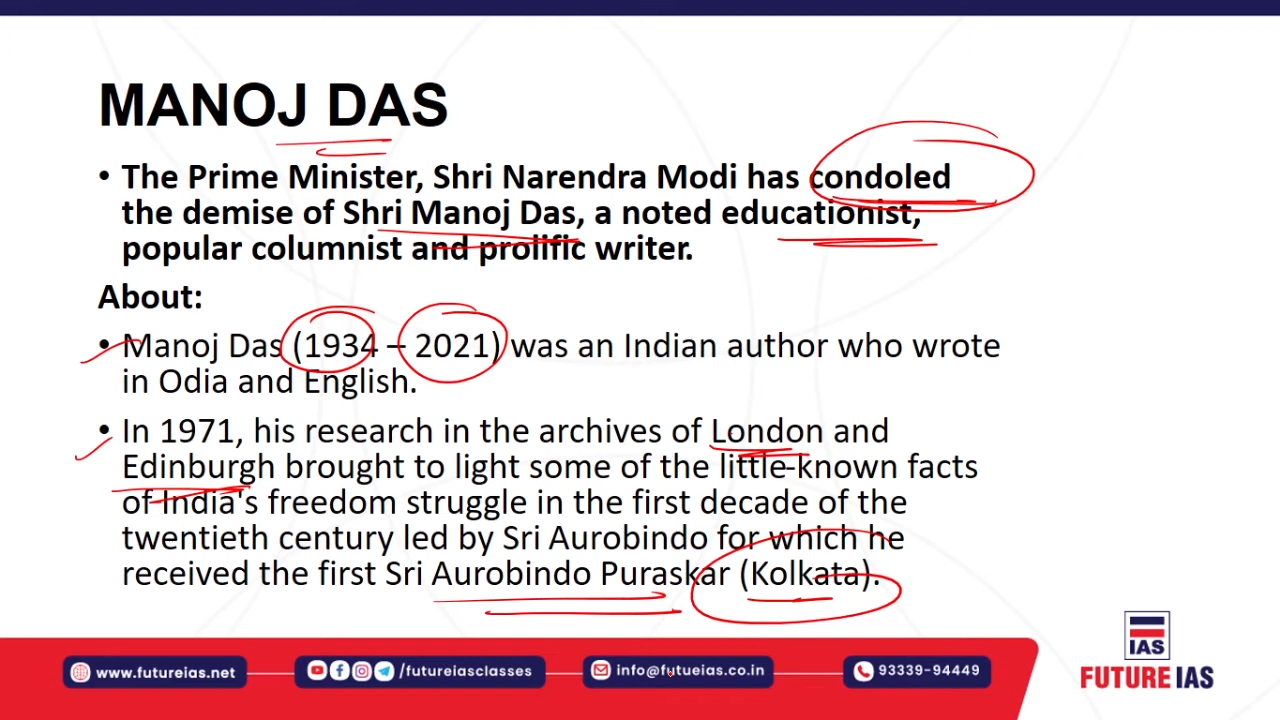 MANOJ DAS
• The Prime Minister, Shri Narendra Modi has condoled
the demise of Shri Manoj Das, a noted educationist,
popular columnist and prolific writer.
About:
• Manoj Das (1934 – 2021) was an Indian author who wrote
in Odia and English.
• In 1971, his research in the archives of London and
Edinburgh brought to light some of the little-known facts
of India's freedom struggle in the first decade of the
twentieth century led by Sri Aurobindo for which he
received the first Sri Aurobindo Puraskar (Kolkata).
IAS
FUTURE IAS
www.futureias.net
/futureiasclasses
info@futueias.co.in
93339-94449